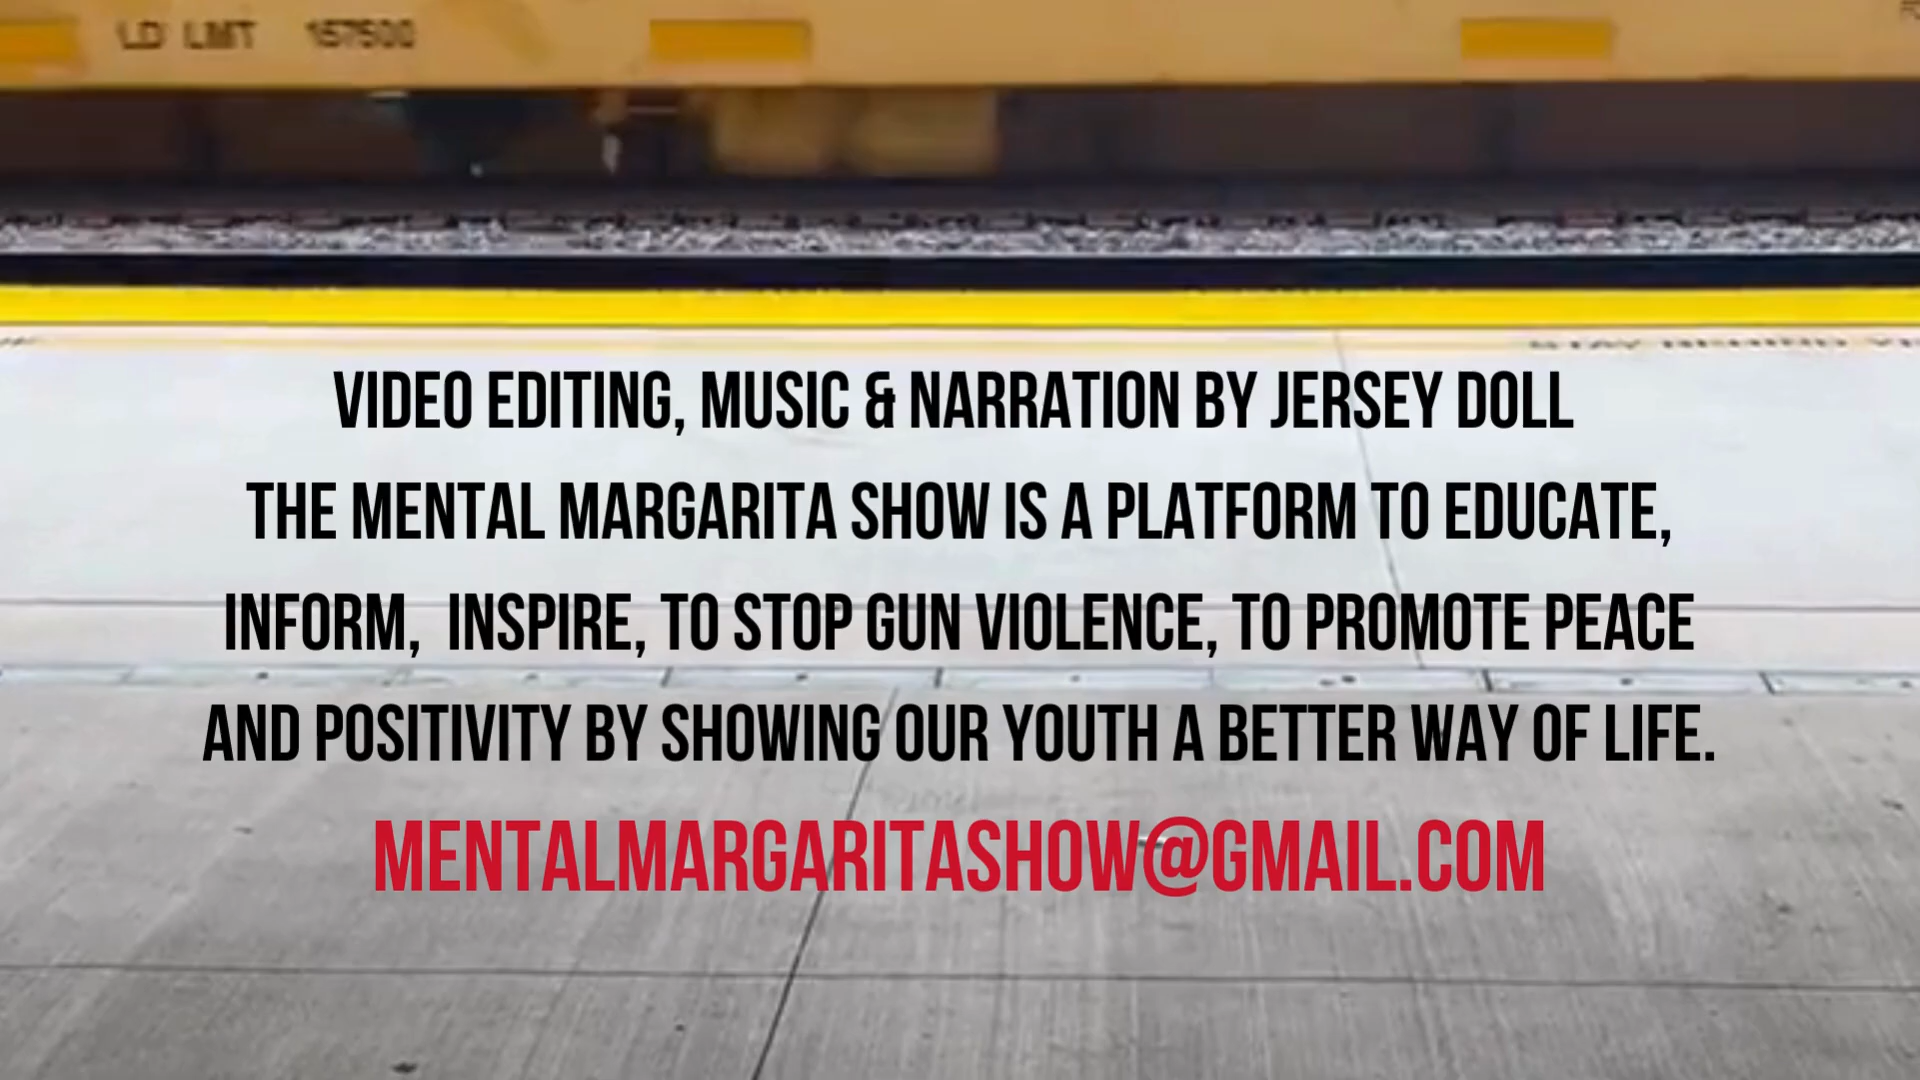 LD LMT 157500
VIDEO EDITING, MUSIC & NARRATION BY JERSEY DOLL
THE MENTAL MARGARITA SHOW IS A PLATFORM TO EDUCATE,
INFORM, INSPIRE, TO STOP GUN VIOLENCE, TO PROMOTE PEACE
AND POSITIVITY BY SHOWING OUR YOUTH A BETTER WAY OF LIFE.
MENTALMARGARITASHOW@GMAIL.COM